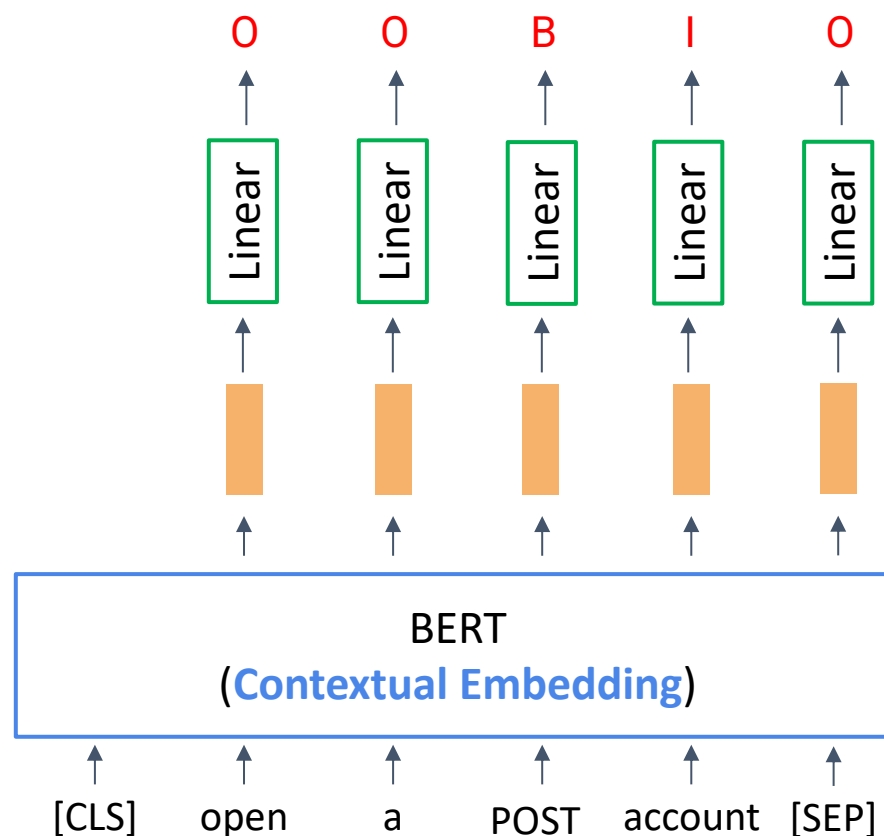 O O B I O
Linear Linear Linear Linear Linear
BERT
(Contextual Embedding)
[CLS] open a POST account [SEP]